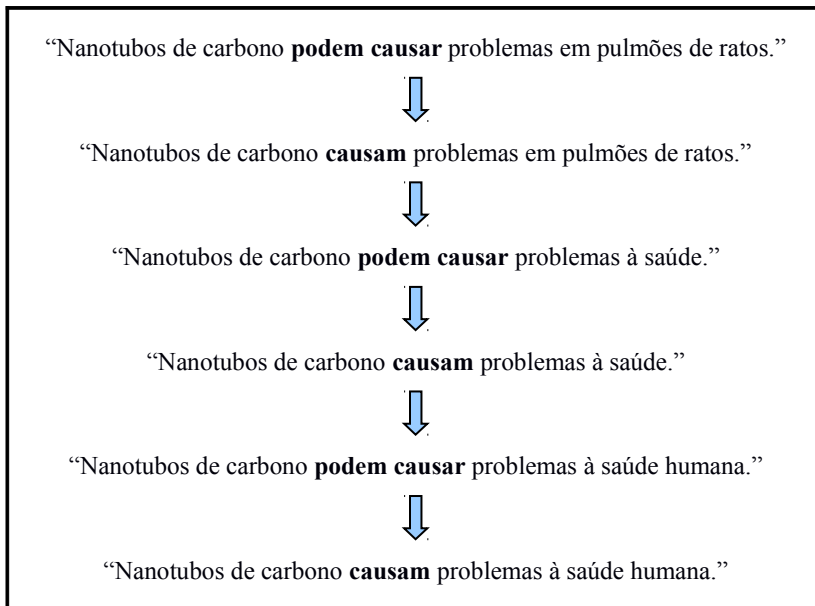 “Nanotubos de carbono podem causar problemas em pulmões de ratos.”
“Nanotubos de carbono causam problemas em pulmões de ratos.”
“Nanotubos de carbono podem causar problemas à saúde.”
“Nanotubos de carbono causam problemas à saúde.”
“Nanotubos de carbono podem causar problemas à saúde humana.”
“Nanotubos de carbono causam problemas à saúde humana.”